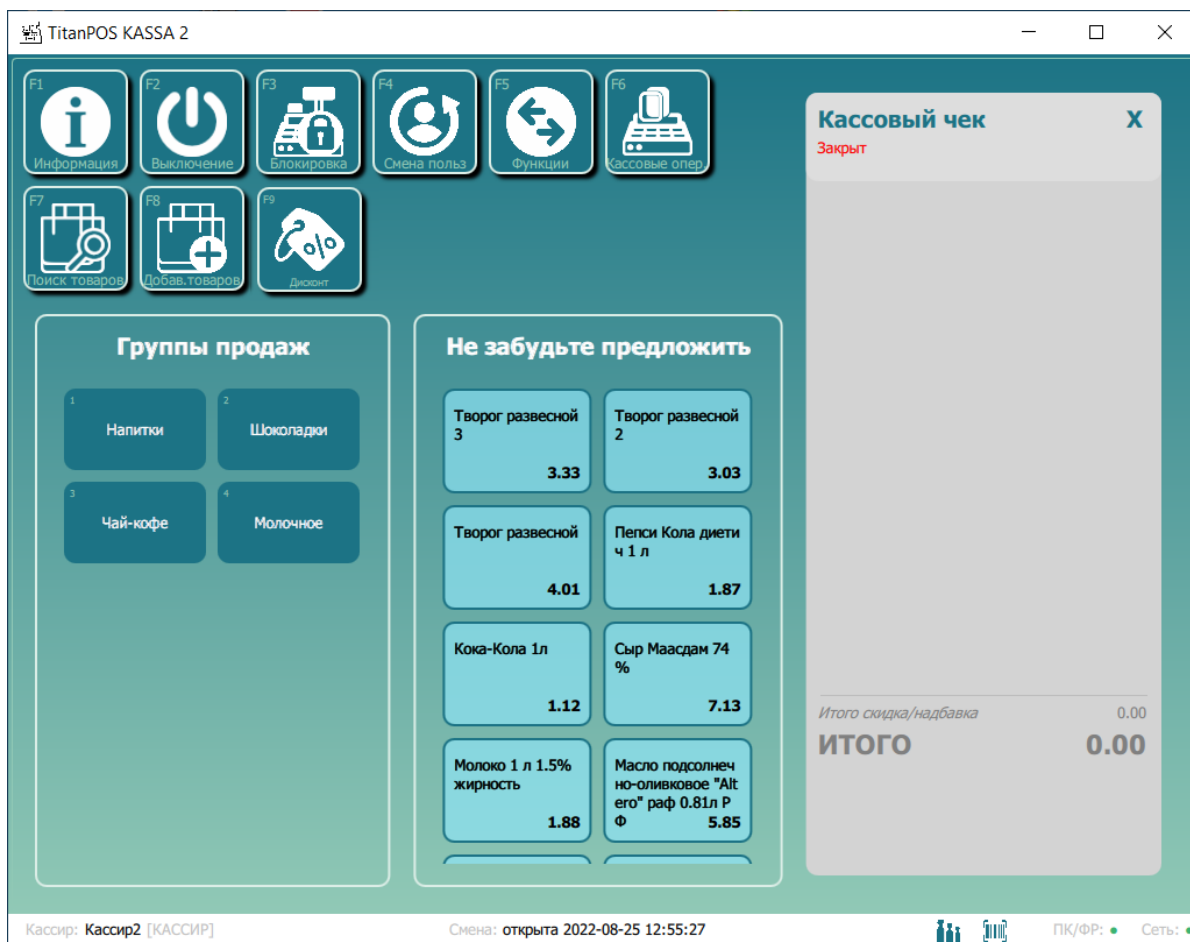 TitanPOS KASSA 2
F1 Информация
F2 Выключение
F3 Блокировка
F4 Смена польз
F5 Функции
F6 Кассовые опер.
F7 Поиск товаров
F8 Добав.товаров
F9 Дисконт
Группы продаж
1 Напитки
2 Шоколадки
3 Чай-кофе
4 Молочное
Не забудьте предложить
Творог развесной
3
3.33
Творог развесной
2
3.03
Творог развесной
4.01
Пепси Кола диети
ч 1 л
1.87
Кока-Кола 1л
1.12
Сыр Маасдам 74
%
7.13
Молоко 1 л 1.5%
жирность
1.88
Масло подсолнеч
но-оливковое "Alt
ero" раф 0.81л Р
Ф 5.85
Кассовый чек X
Закрыт
Итого скидка/надбавка 0.00
ИТОГО 0.00
Кассир: Кассир2 [КАССИР]
Смена: открыта 2022-08-25 12:55:27
ПК/ФР:
Сеть: